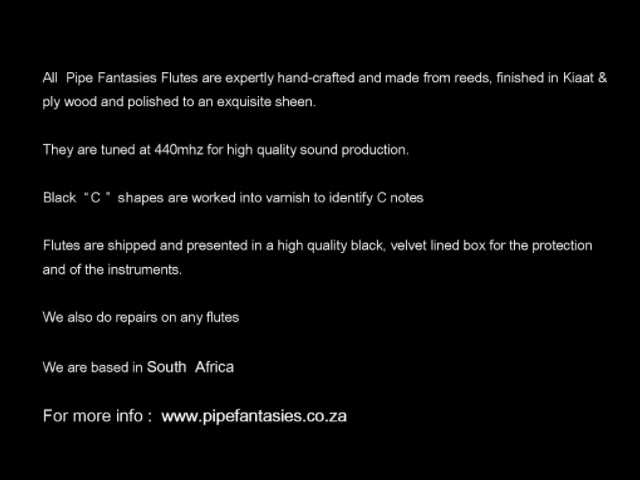 All Pipe Fantasies Flutes are expertly hand-crafted and made from reeds, finished in Kiaat &
ply wood and polished to an exquisite sheen.
They are tuned at 440mhz for high quality sound production.
Black “C ” shapes are worked into varnish to identify C notes
Flutes are shipped and presented in a high quality black, velvet lined box for the protection
and of the instruments.
We also do repairs on any flutes
We are based in South Africa
For more info : www.pipefantasies.co.za